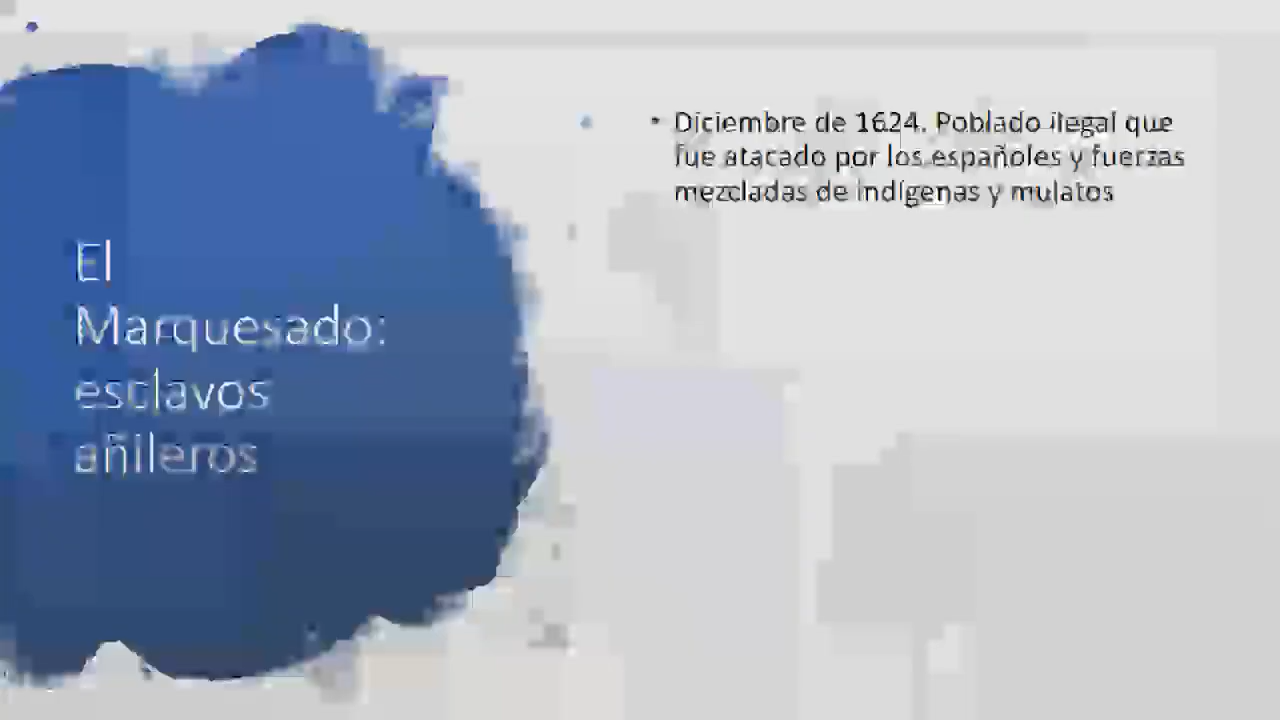 El
Marquesado:
esclavos
añileros
• Diciembre de 1624. Poblado ilegal que
fue atacado por los españoles y fuerzas
mezcladas de indígenas y mulatos